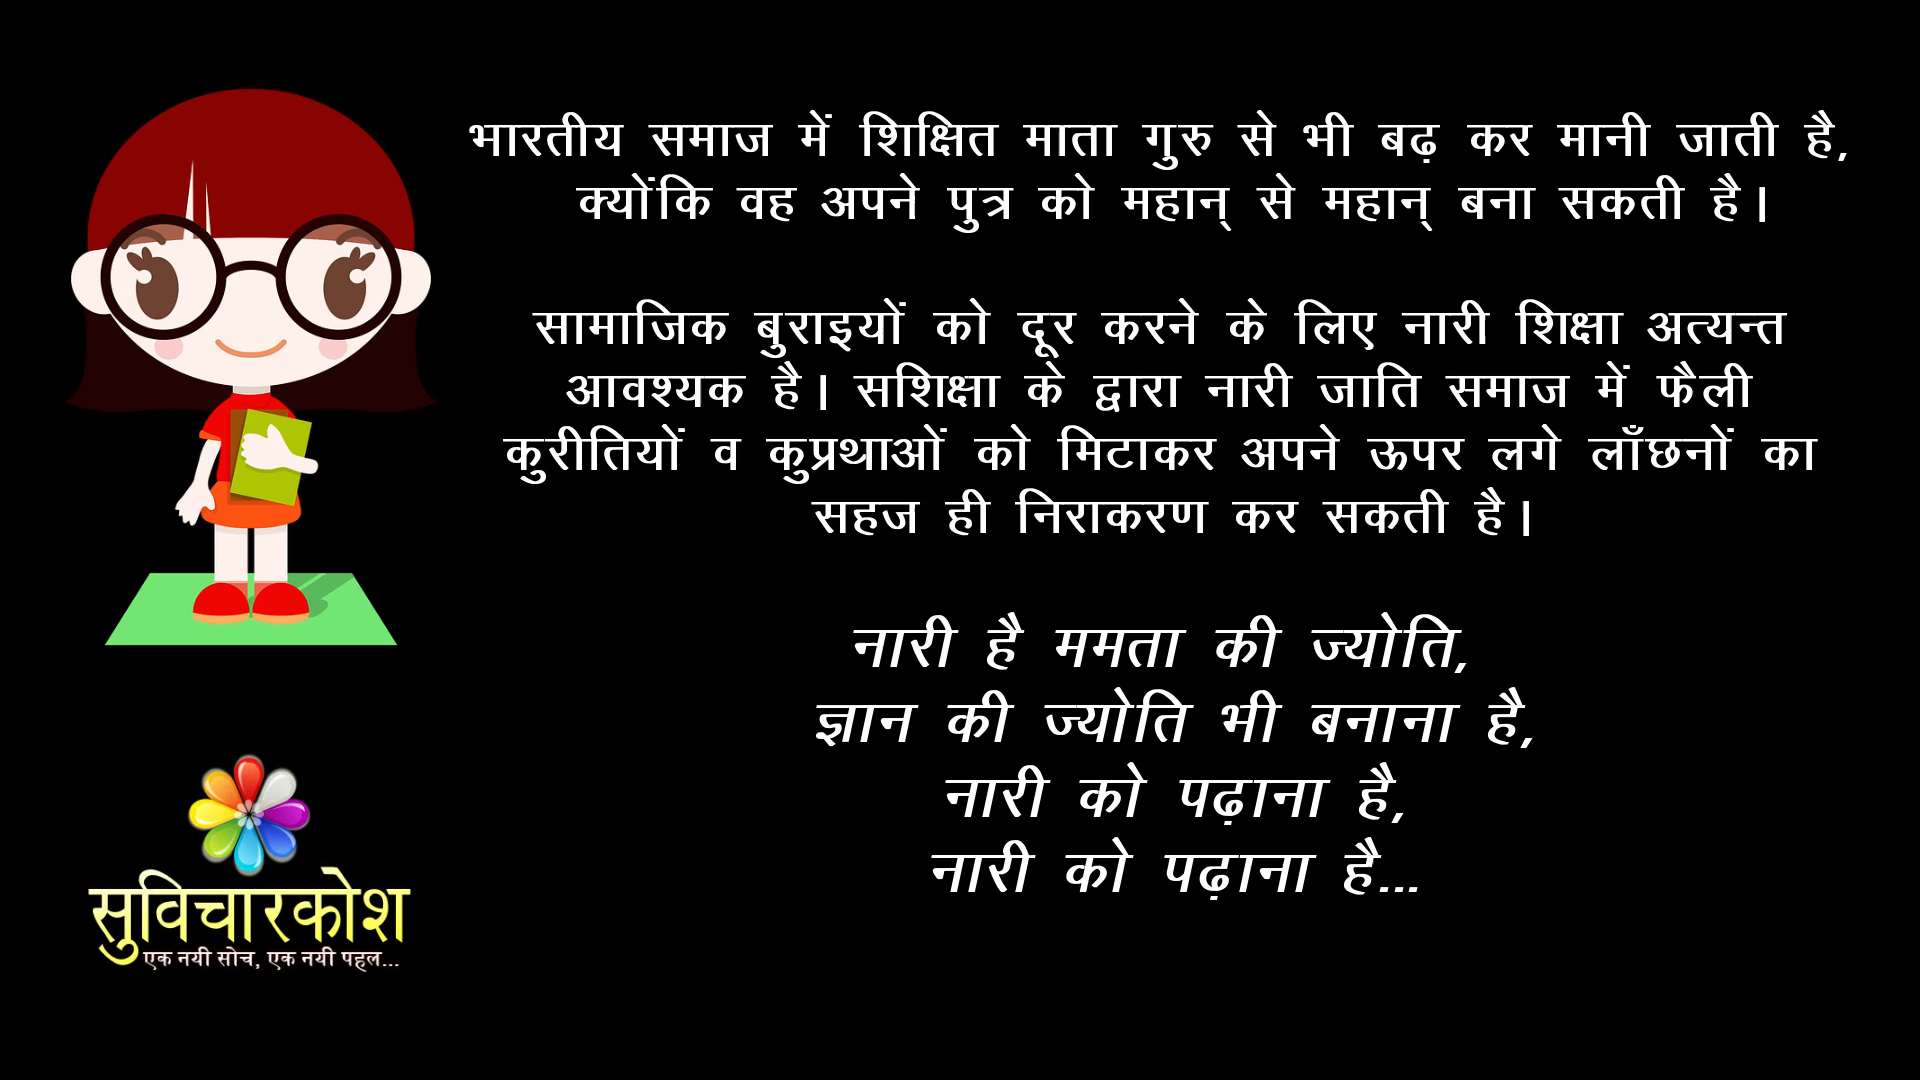 भारतीय समाज में शिक्षित माता गुरु से भी बढ़ कर मानी जाती है,
क्योंकि वह अपने पुत्र को महान् से महान् बना सकती है।
सामाजिक बुराइयों को दूर करने के लिए नारी शिक्षा अत्यन्त
आवश्यक है। सशिक्षा के द्वारा नारी जाति समाज में फैली
कुरीतियों व कुप्रथाओं को मिटाकर अपने ऊपर लगे लाँछनों का
सहज ही निराकरण कर सकती है।
नारी है ममता की ज्योति,
ज्ञान की ज्योति भी बनाना है,
नारी को पढ़ाना है,
नारी को पढ़ाना है...
सुविचारकोश
एक नयी सोच, एक नयी पहल...